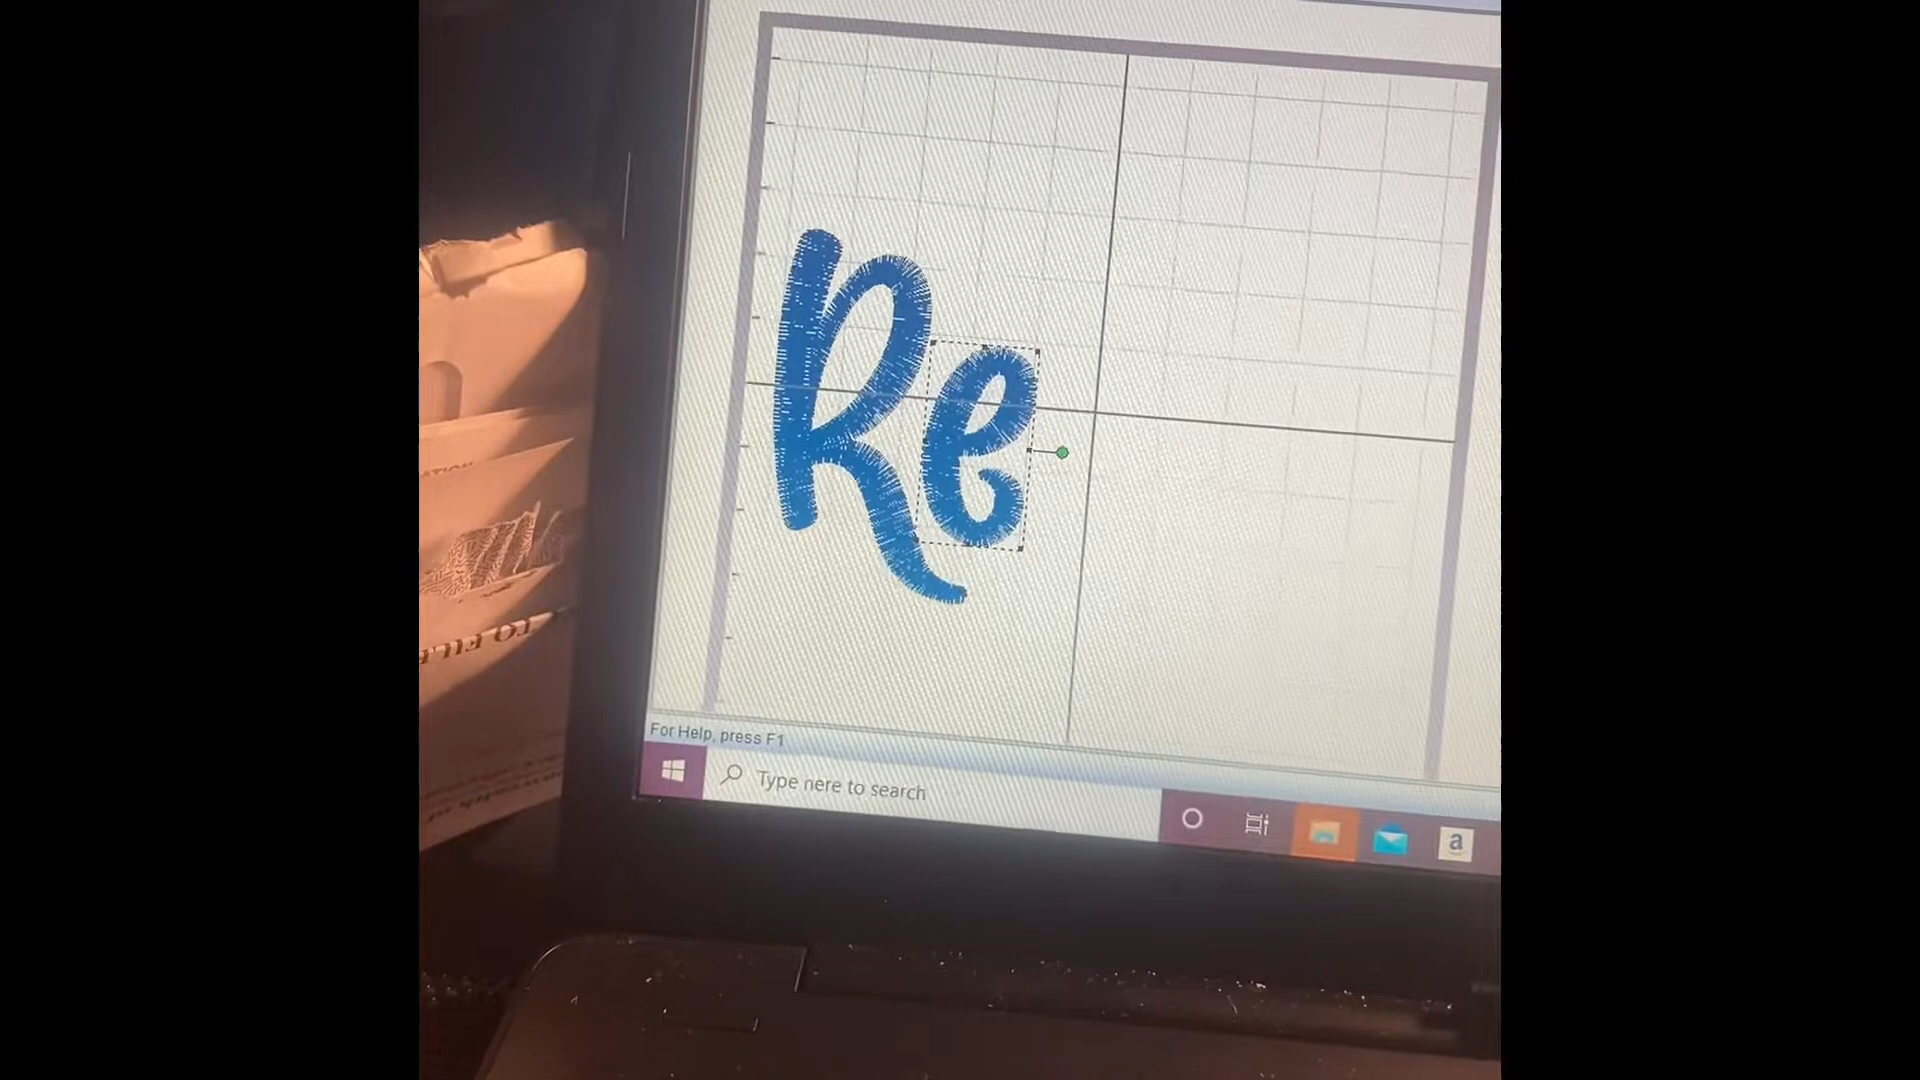 Re
For Help, press F1
Type here to search
a